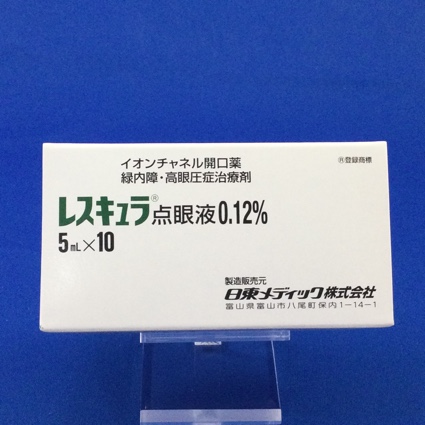 イオンチャネル開口薬
Ⓡ登録商標
緑内障・高眼圧症治療剤
レスキュラ®点眼液0.12%
5mL×10
製造販売元
日東メディック株式会社
富山県富山市八尾町保内1-14-1